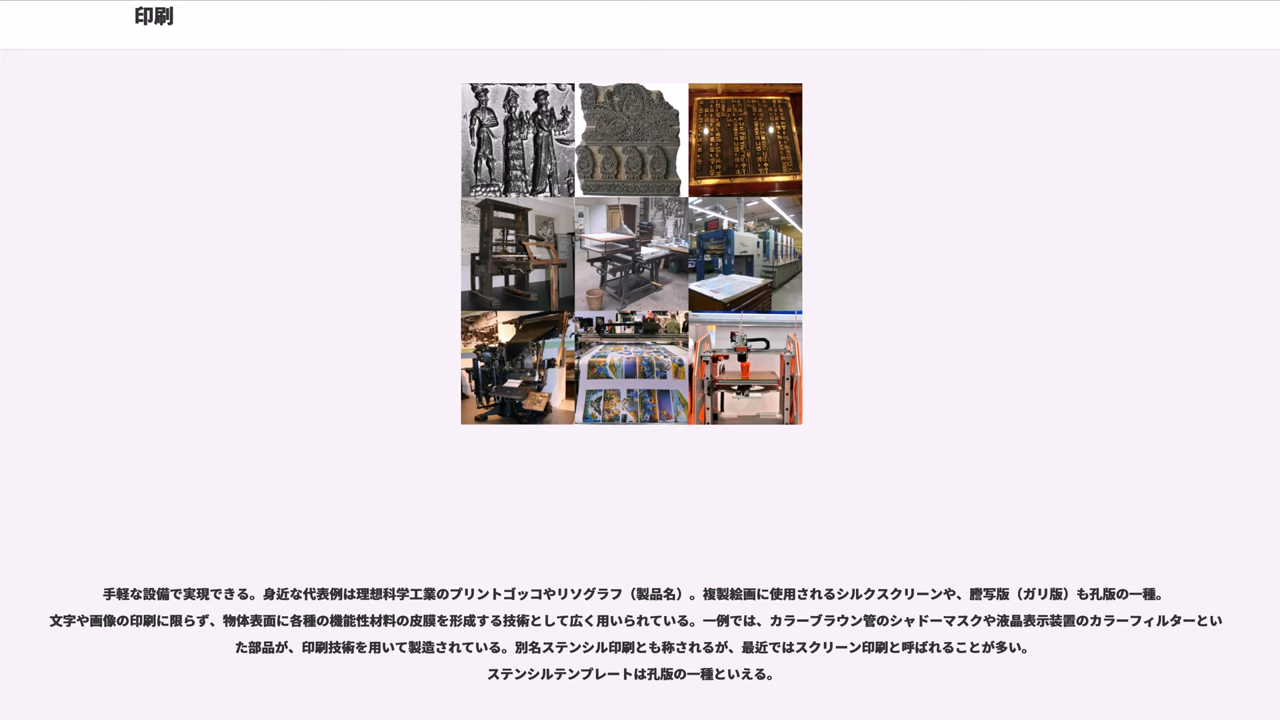 印刷
手軽な設備で実現できる。身近な代表例は理想科学工業のプリントゴッコやリソグラフ（製品名）。複製絵画に使用されるシルクスクリーンや、謄写版（ガリ版）も孔版の一種。
文字や画像の印刷に限らず、物体表面に各種の機能性材料の皮膜を形成する技術として広く用いられている。一例では、カラーブラウン管のシャドーマスクや液晶表示装置のカラーフィルターとい
た部品が、印刷技術を用いて製造されている。別名ステンシル印刷とも称されるが、最近ではスクリーン印刷と呼ばれることが多い。
ステンシルテンプレートは孔版の一種といえる。